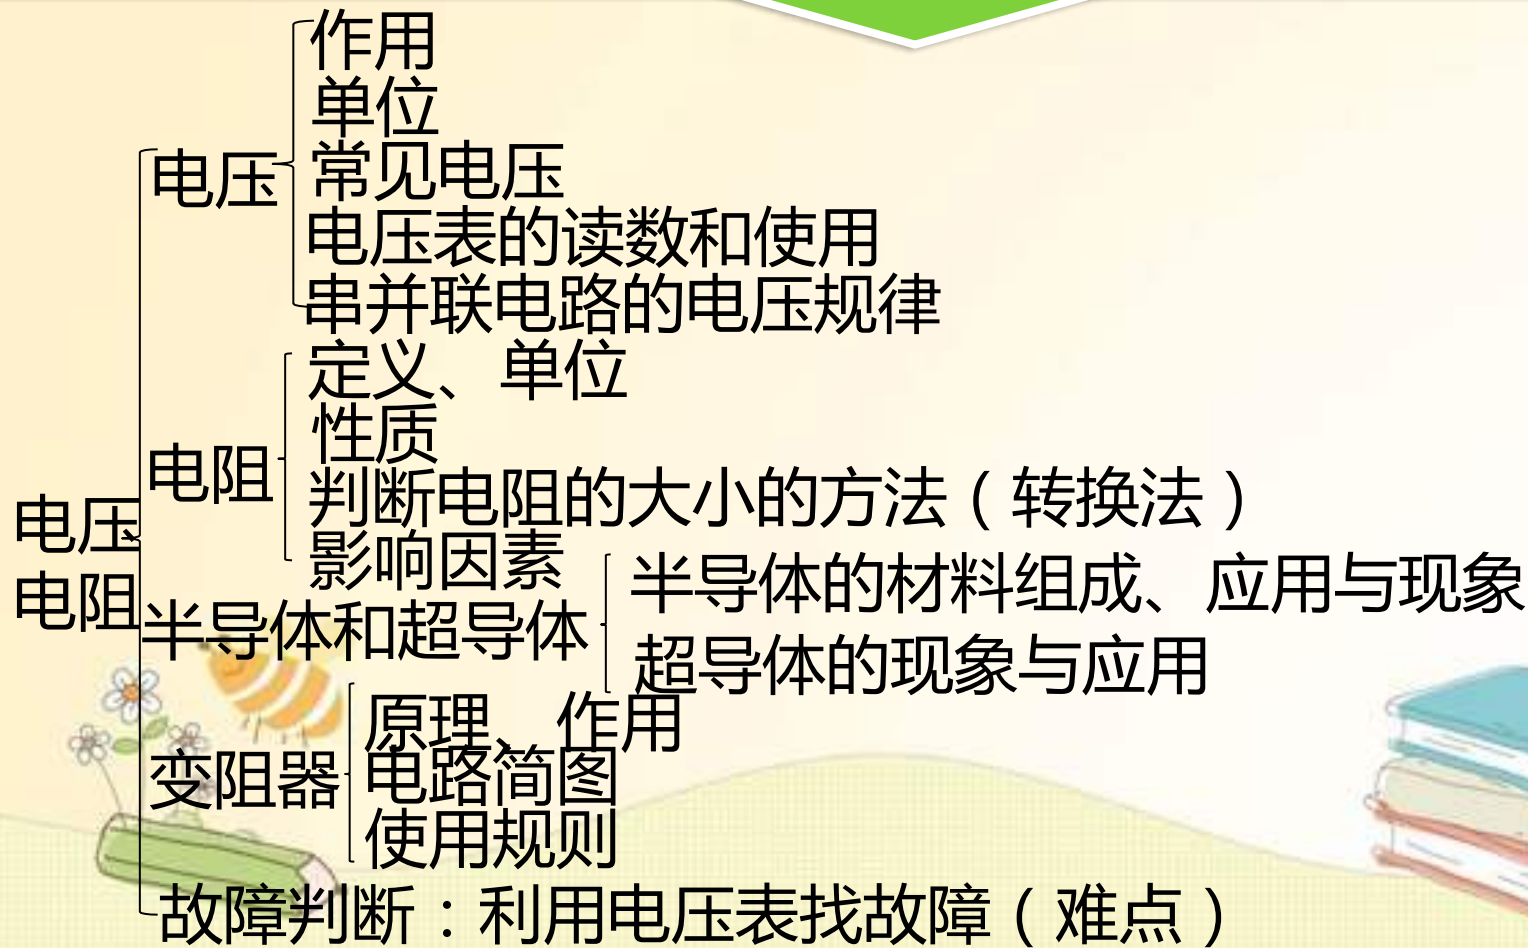 电压
电阻
电压
作用
单位
常见电压
电压表的读数和使用
串并联电路的电压规律
电阻
定义、单位
性质
判断电阻的大小的方法（转换法）
影响因素
半导体和超导体
半导体的材料组成、应用与现象
超导体的现象与应用
变阻器
原理、作用
电路简图
使用规则
故障判断：利用电压表找故障（难点）